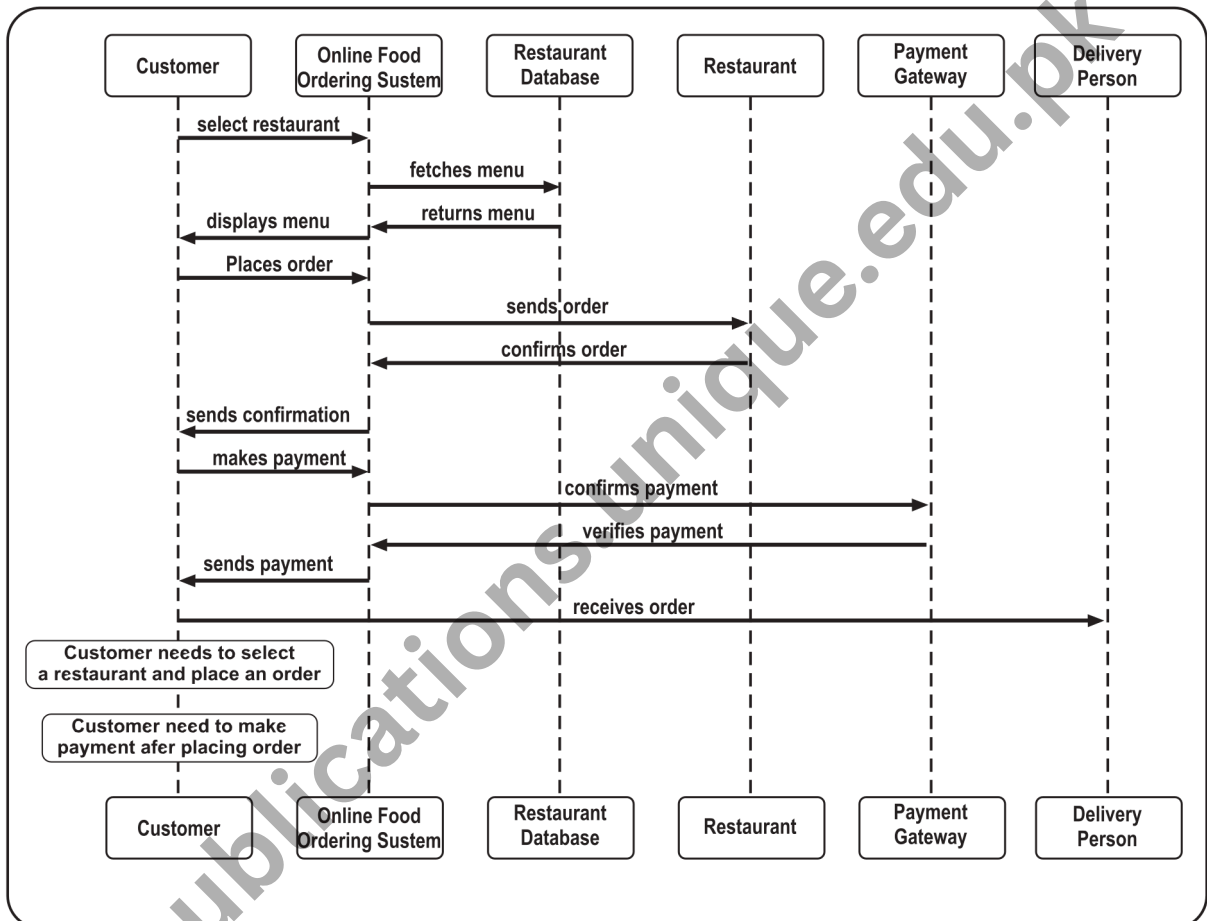 Customer
Online Food
Ordering Sustem
Restaurant
Database
Restaurant
Payment
Gateway
Delivery
Person
select restaurant
fetches menu
returns menu
displays menu
Places order
sends order
confirms order
sends confirmation
makes payment
confirms payment
verifies payment
sends payment
receives order
Customer needs to select
a restaurant and place an order
Customer need to make
payment afer placing order
Customer
Online Food
Ordering Sustem
Restaurant
Database
Restaurant
Payment
Gateway
Delivery
Person
ublications.unique.edu.pk